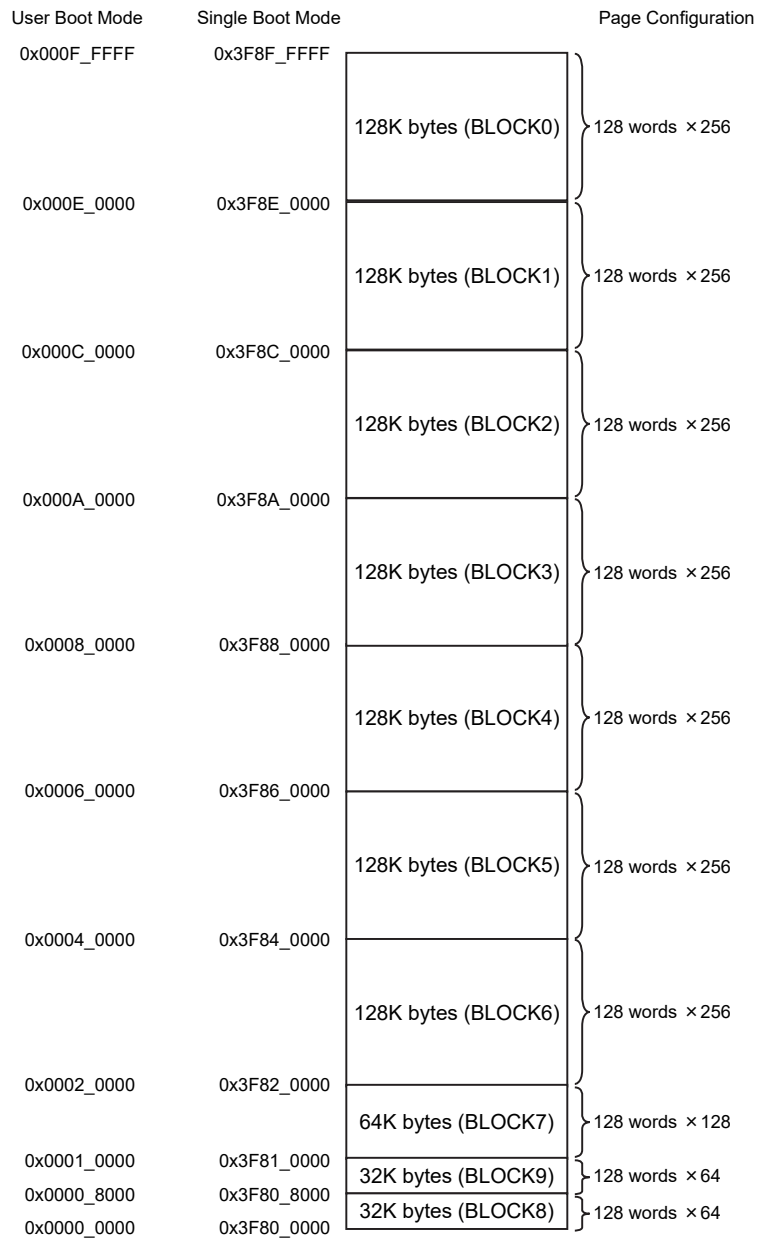 User Boot Mode Single Boot Mode Page Configuration
0x000F_FFFF 0x3F8F_FFFF
128K bytes (BLOCK0) 128 words ×256
0x000E_0000 0x3F8E_0000
128K bytes (BLOCK1) 128 words ×256
0x000C_0000 0x3F8C_0000
128K bytes (BLOCK2) 128 words ×256
0x000A_0000 0x3F8A_0000
128K bytes (BLOCK3) 128 words ×256
0x0008_0000 0x3F88_0000
128K bytes (BLOCK4) 128 words ×256
0x0006_0000 0x3F86_0000
128K bytes (BLOCK5) 128 words ×256
0x0004_0000 0x3F84_0000
128K bytes (BLOCK6) 128 words ×256
0x0002_0000 0x3F82_0000
64K bytes (BLOCK7) 128 words ×128
0x0001_0000 0x3F81_0000
32K bytes (BLOCK9) 128 words ×64
0x0000_8000 0x3F80_8000
32K bytes (BLOCK8) 128 words ×64
0x0000_0000 0x3F80_0000